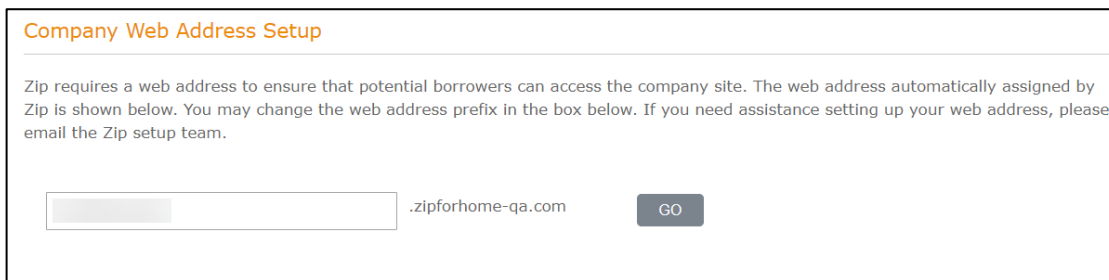 Company Web Address Setup
Zip requires a web address to ensure that potential borrowers can access the company site. The web address automatically assigned by
Zip is shown below. You may change the web address prefix in the box below. If you need assistance setting up your web address, please
email the Zip setup team.
.zipforhome-qa.com GO